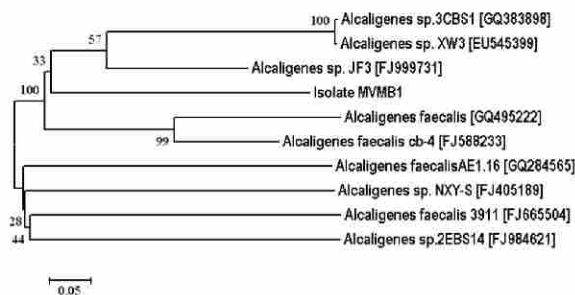 100
Alcaligenes sp.3CBS1 [GQ383898]
Alcaligenes sp. XW3 [EU545399]
57
33
Alcaligenes sp. JF3 [FJ999731]
Isolate MVMB1
100
Alcaligenes faecalis [GQ495222]
99
Alcaligenes faecalis cb-4 [FJ588233]
Alcaligenes faecalisAE1.16 [GQ284565]
Alcaligenes sp. NXY-S [FJ405189]
28
Alcaligenes faecalis 3911 [FJ665504]
44
Alcaligenes sp.2EBS14 [FJ984621]
0.05